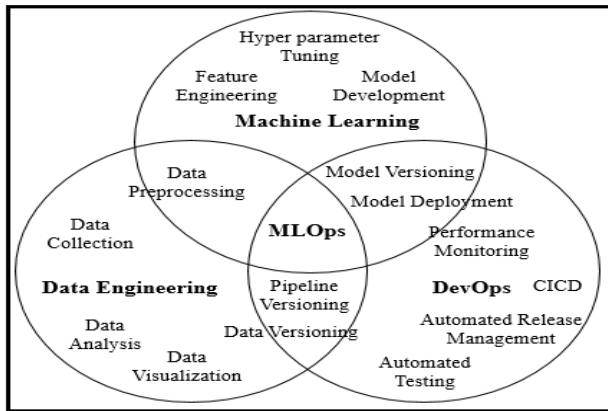 Hyper parameter
Tuning
Feature
Engineering
Model
Development
Machine Learning
Data
Preprocessing
Model Versioning
Model Deployment
Data
Collection
MLOps
Performance
Monitoring
Data Engineering
Pipeline
Versioning
DevOps
CICD
Data
Analysis
Data Versioning
Automated Release
Management
Data
Visualization
Automated
Testing